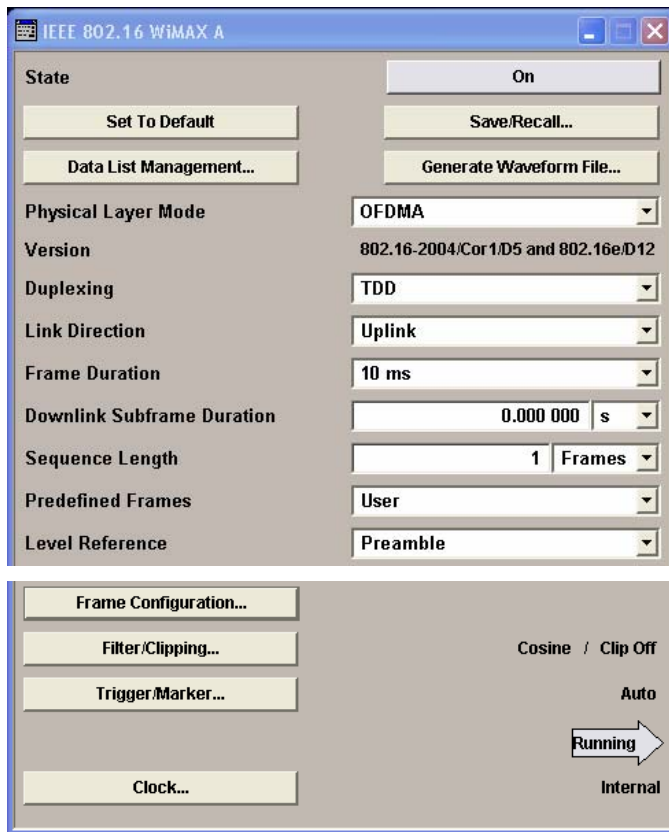 IEEE 802.16 WiMAX A
State On
Set To Default Save/Recall...
Data List Management... Generate Waveform File...
Physical Layer Mode OFDMA
Version 802.16-2004/Cor1/D5 and 802.16e/D12
Duplexing TDD
Link Direction Uplink
Frame Duration 10 ms
Downlink Subframe Duration 0.000 000 s
Sequence Length 1 Frames
Predefined Frames User
Level Reference Preamble
Frame Configuration...
Filter/Clipping... Cosine / Clip Off
Trigger/Marker... Auto
Running
Clock... Internal